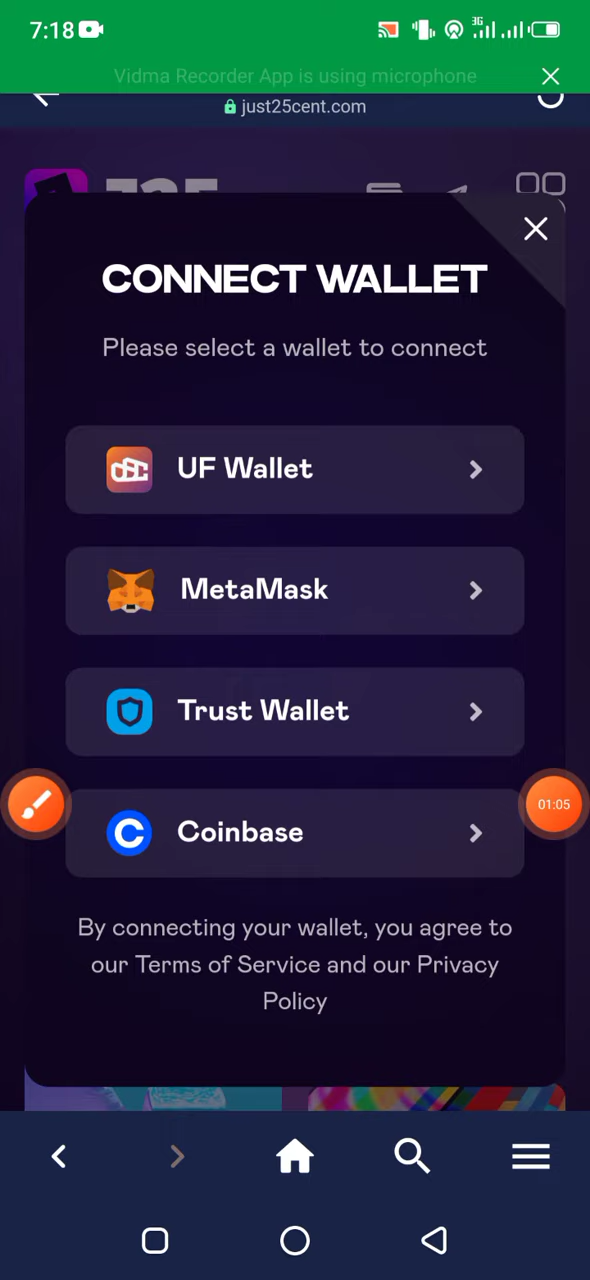 7:18
3G
Vidma Recorder App is using microphone
just25cent.com
CONNECT WALLET
Please select a wallet to connect
UF Wallet
MetaMask
Trust Wallet
01:05
Coinbase
By connecting your wallet, you agree to
our Terms of Service and our Privacy
Policy